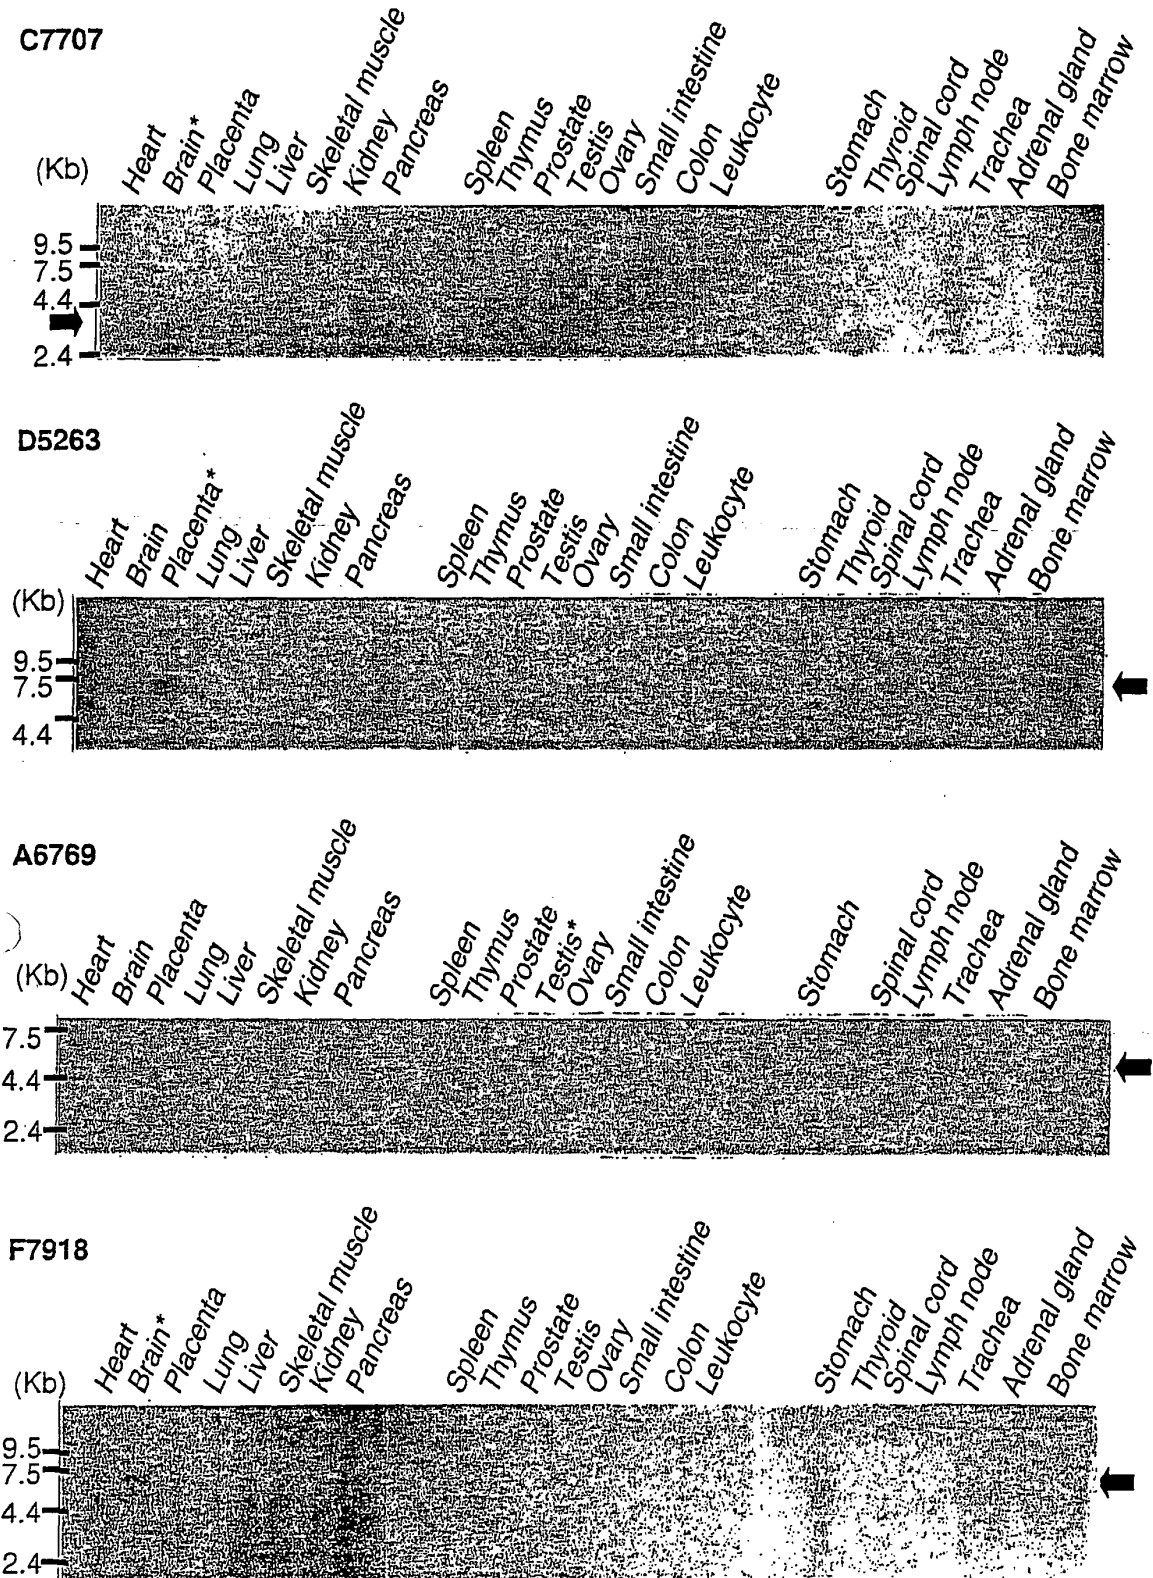 C7707
Heart Brain* Placenta Lung Liver Skeletal muscle Kidney Pancreas Spleen Thymus Prostate Testis Ovary Small intestine Colon Leukocyte Stomach Thyroid Spinal cord Lymph node Trachea Adrenal gland Bone marrow
(Kb)
9.5
7.5
4.4
2.4
D5263
Heart Brain Placenta* Lung Liver Skeletal muscle Kidney Pancreas Spleen Thymus Prostate Testis Ovary Small intestine Colon Leukocyte Stomach Thyroid Spinal cord Lymph node Trachea Adrenal gland Bone marrow
(Kb)
9.5
7.5
4.4
A6769
Heart Brain Placenta Lung Liver Skeletal muscle Kidney Pancreas Spleen Thymus Prostate Testis* Ovary Small intestine Colon Leukocyte Stomach Spinal cord Lymph node Trachea Adrenal gland Bone marrow
(Kb)
7.5
4.4
2.4
F7918
Heart Brain* Placenta Lung Liver Skeletal muscle Kidney Pancreas Spleen Thymus Prostate Testis Ovary Small intestine Colon Leukocyte Stomach Thyroid Spinal cord Lymph node Trachea Adrenal gland Bone marrow
(Kb)
9.5
7.5
4.4
2.4